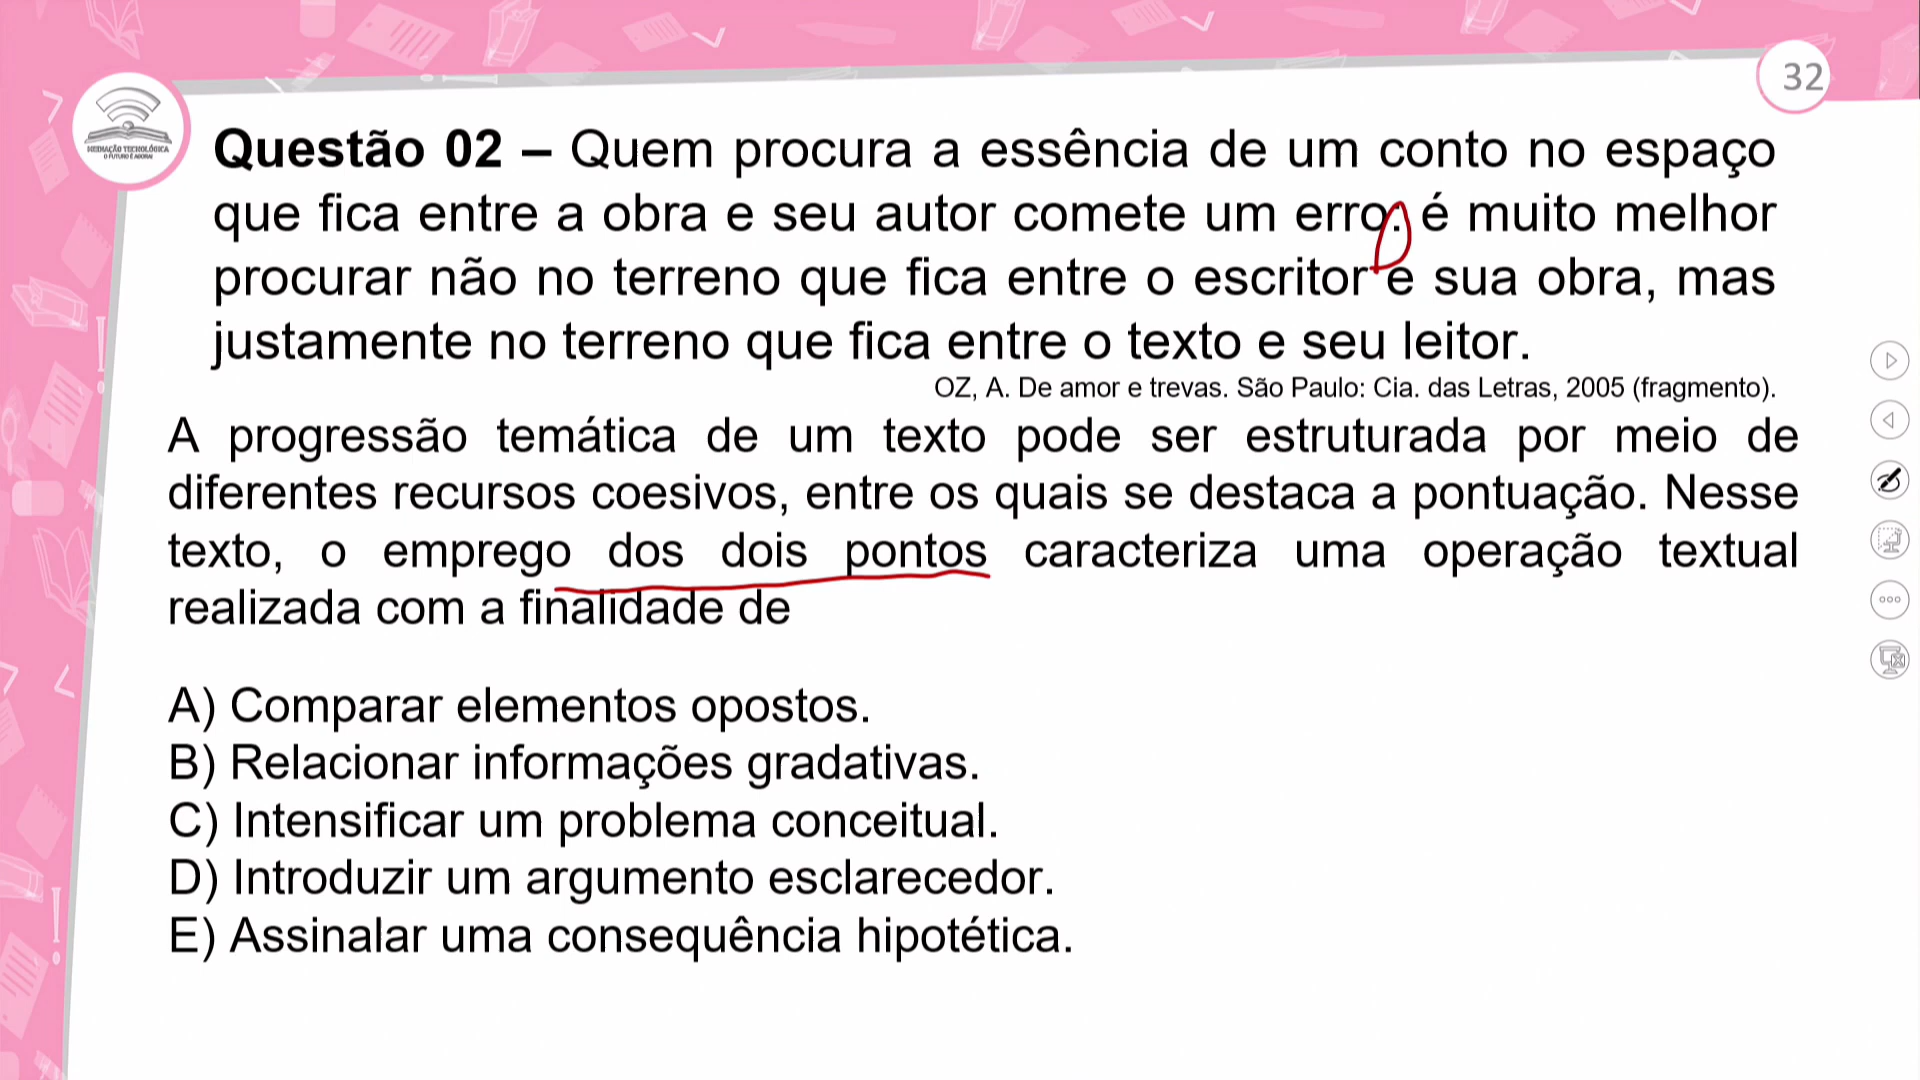 32
MEDIAÇÃO TECNOLÓGICA
O FUTURO É AGORA!
Questão 02 – Quem procura a essência de um conto no espaço
que fica entre a obra e seu autor comete um erro: é muito melhor
procurar não no terreno que fica entre o escritor e sua obra, mas
justamente no terreno que fica entre o texto e seu leitor.
OZ, A. De amor e trevas. São Paulo: Cia. das Letras, 2005 (fragmento).
A progressão temática de um texto pode ser estruturada por meio de
diferentes recursos coesivos, entre os quais se destaca a pontuação. Nesse
texto, o emprego dos dois pontos caracteriza uma operação textual
realizada com a finalidade de
A) Comparar elementos opostos.
B) Relacionar informações gradativas.
C) Intensificar um problema conceitual.
D) Introduzir um argumento esclarecedor.
E) Assinalar uma consequência hipotética.